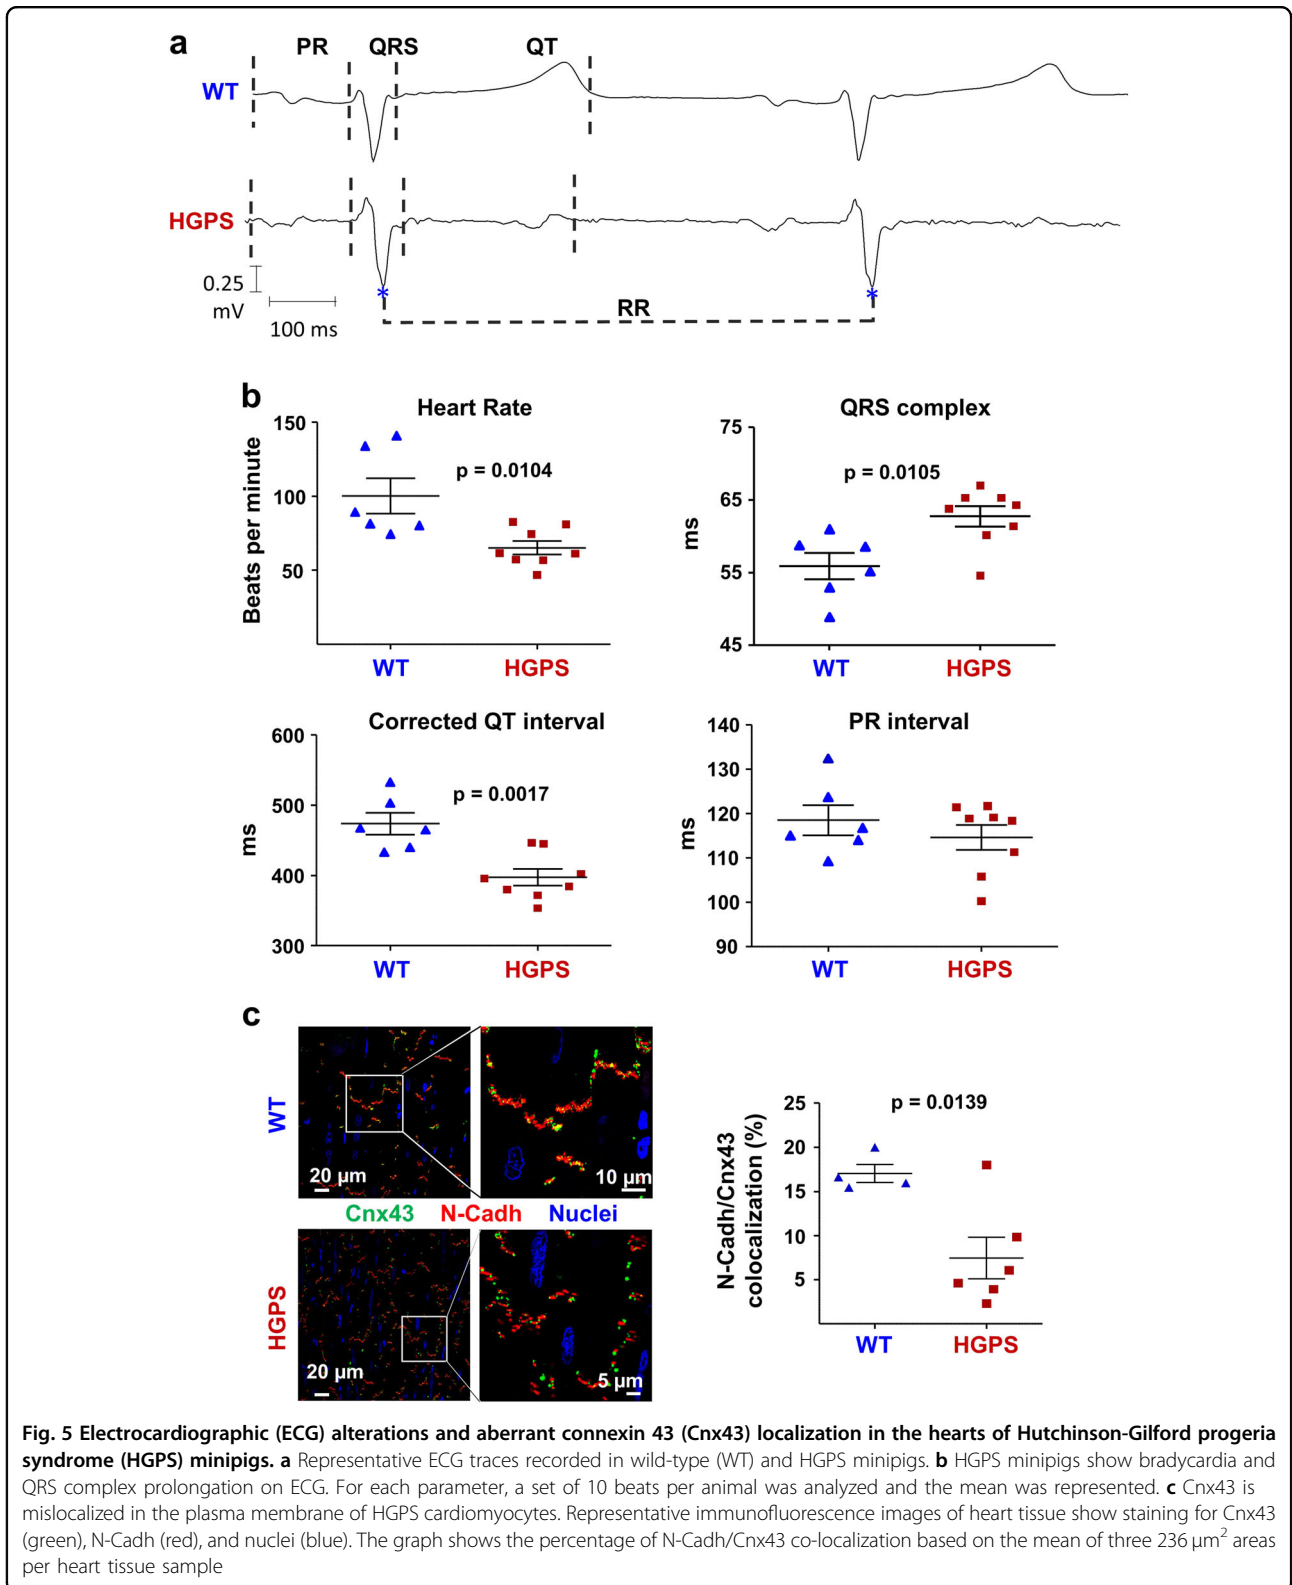 a
PR QRS QT
WT
HGPS
0.25
mV
100 ms
* *
RR
b
Heart Rate
Beats per minute
150
100
50
p = 0.0104
WT HGPS
QRS complex
ms
75
65
55
45
p = 0.0105
WT HGPS
Corrected QT interval
ms
600
500
400
300
p = 0.0017
WT HGPS
PR interval
ms
140
130
120
110
100
90
WT HGPS
c
WT
20 µm
10 µm
Cnx43 N-Cadh Nuclei
HGPS
20 µm
5 µm
N-Cadh/Cnx43
colocalization (%)
25
20
15
10
5
p = 0.0139
WT HGPS
Fig. 5 Electrocardiographic (ECG) alterations and aberrant connexin 43 (Cnx43) localization in the hearts of Hutchinson-Gilford progeria
syndrome (HGPS) minipigs. a Representative ECG traces recorded in wild-type (WT) and HGPS minipigs. b HGPS minipigs show bradycardia and
QRS complex prolongation on ECG. For each parameter, a set of 10 beats per animal was analyzed and the mean was represented. c Cnx43 is
mislocalized in the plasma membrane of HGPS cardiomyocytes. Representative immunofluorescence images of heart tissue show staining for Cnx43
(green), N-Cadh (red), and nuclei (blue). The graph shows the percentage of N-Cadh/Cnx43 co-localization based on the mean of three 236 µm² areas
per heart tissue sample